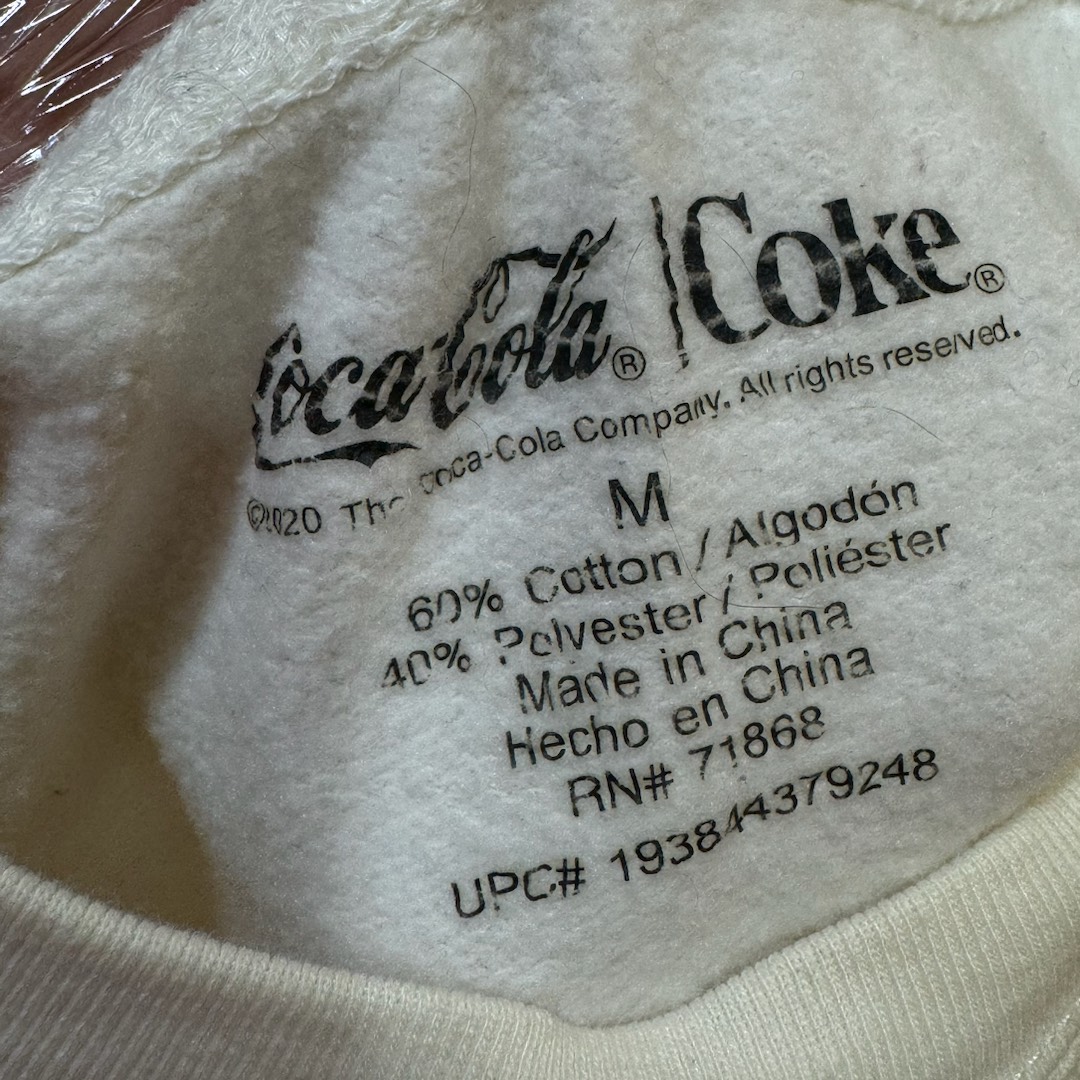 Coca-Cola® | Coke®
©2020 The Coca-Cola Company. All rights reserved.
M
60% Cotton / Algodón
40% Polyester / Poliéster
Made in China
Hecho en China
RN# 71868
UPC# 193844379248